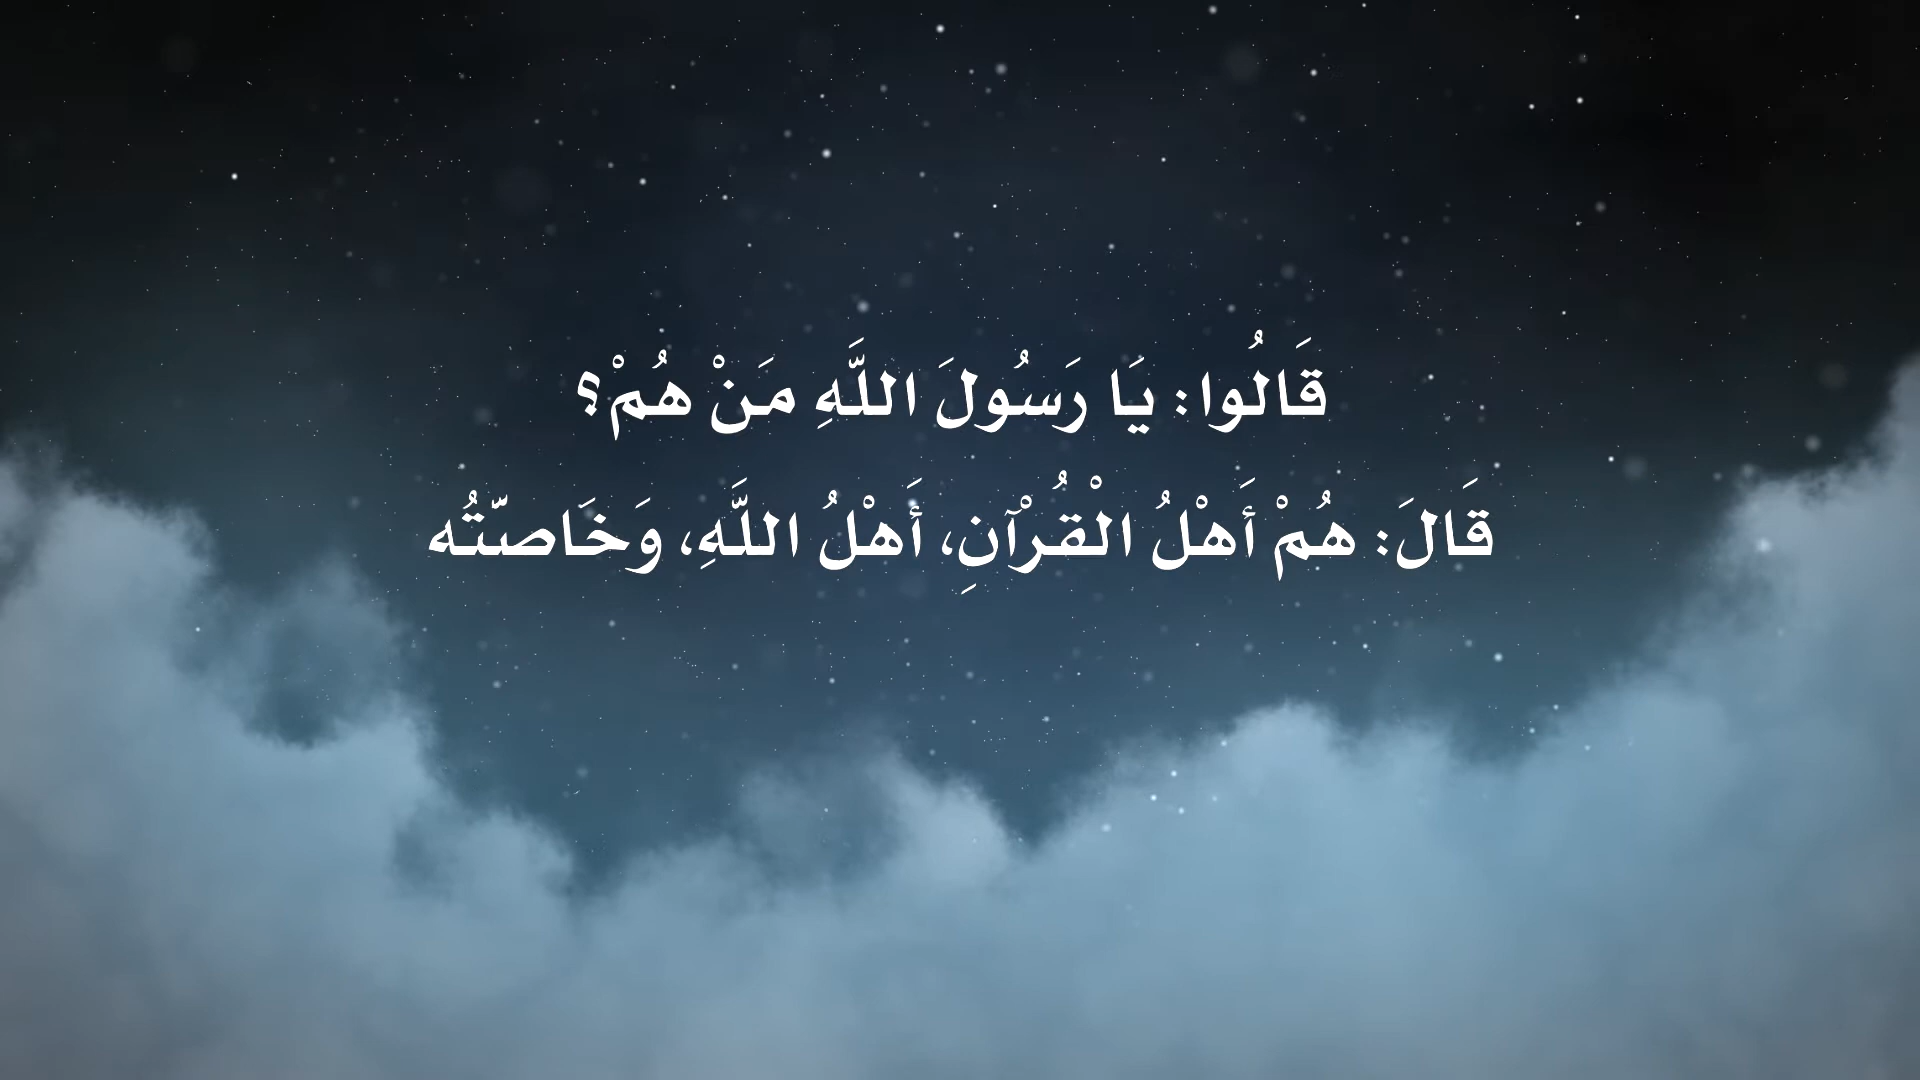 قَالُوا: يَا رَسُولَ اللَّهِ مَنْ هُمْ؟
قَالَ: هُمْ أَهْلُ الْقُرْآنِ، أَهْلُ اللَّهِ، وَخَاصّتُه